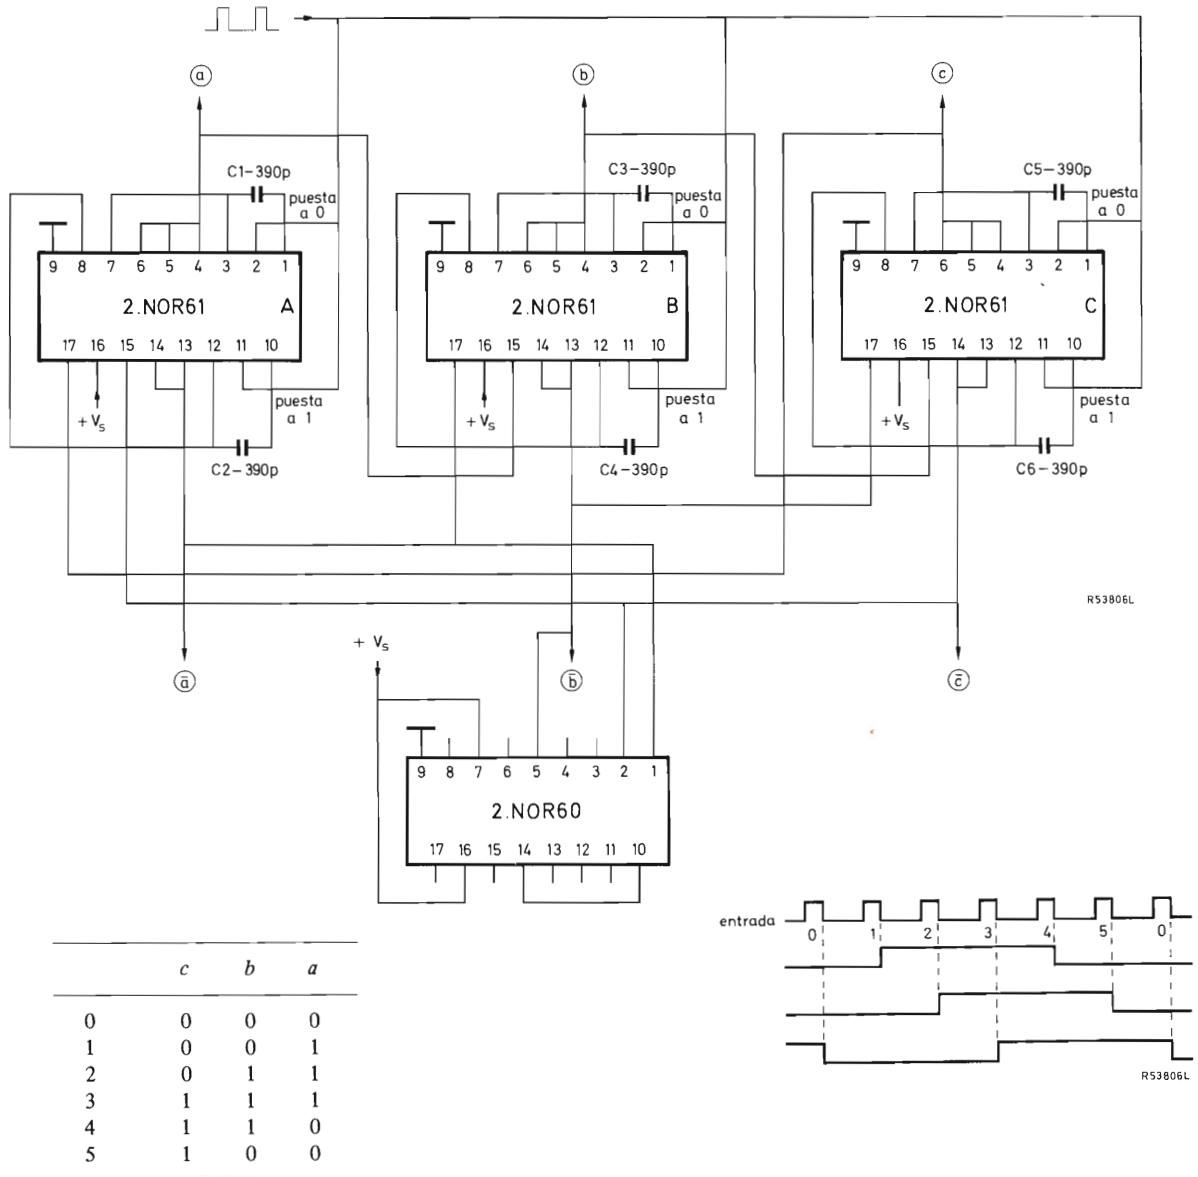 a b c
C1-390p C3-390p C5-390p
puesta a 0 puesta a 0 puesta a 0
9 8 7 6 5 4 3 2 1 9 8 7 6 5 4 3 2 1 9 8 7 6 5 4 3 2 1
2.NOR61 A 2.NOR61 B 2.NOR61 C
17 16 15 14 13 12 11 10 17 16 15 14 13 12 11 10 17 16 15 14 13 12 11 10
puesta a 1 puesta a 1 puesta a 1
+Vs +Vs +Vs
C2-390p C4-390p C6-390p
R53806L
+ Vs
a̅ b̅ c̅
9 8 7 6 5 4 3 2 1
2.NOR60
17 16 15 14 13 12 11 10
entrada
0 1 2 3 4 5 0
R53806L
c b a
0 0 0 0
1 0 0 1
2 0 1 1
3 1 1 1
4 1 1 0
5 1 0 0